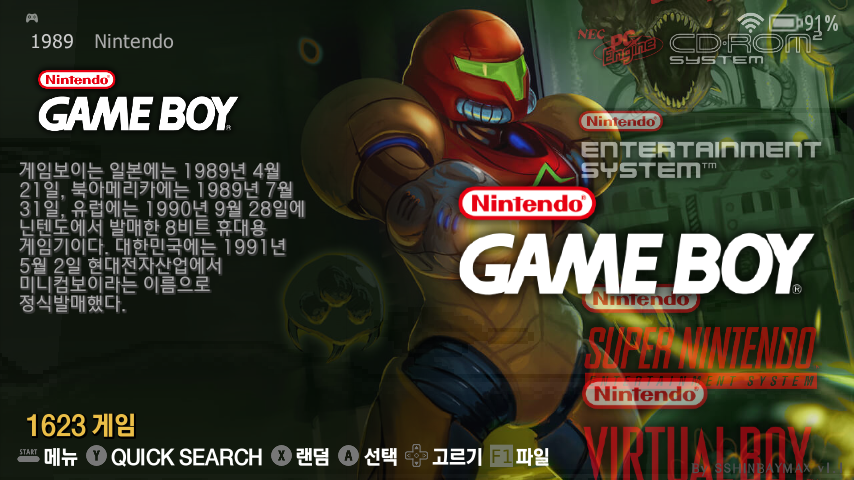 91%
1989 Nintendo
NEC PC Engine CD-ROM²
SYSTEM
Nintendo®
GAME BOY®
Nintendo®
ENTERTAINMENT
SYSTEM™
게임보이는 일본에는 1989년 4월
21일, 북아메리카에는 1989년 7월
31일, 유럽에는 1990년 9월 28일에
닌텐도에서 발매한 8비트 휴대용
게임기이다. 대한민국에는 1991년
5월 2일 현대전자산업에서
미니컴보이라는 이름으로
정식발매했다.
Nintendo®
GAME BOY®
Nintendo®
SUPER NINTENDO
ENTERTAINMENT SYSTEM
Nintendo®
VIRTUAL BOY
1623 게임
START 메뉴 Y QUICK SEARCH X 랜덤 A 선택 고르기 F1 파일
BY SSHINBAYMAX